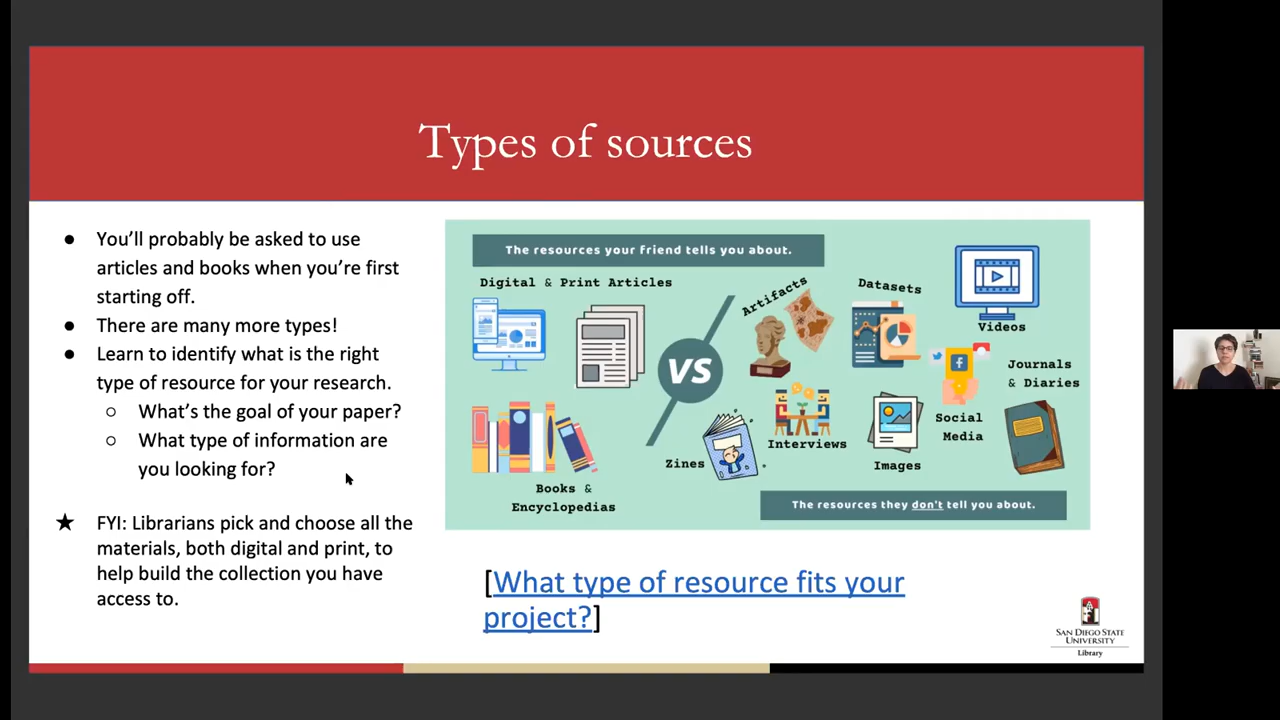 Types of sources
● You’ll probably be asked to use
articles and books when you’re first
starting off.
● There are many more types!
● Learn to identify what is the right
type of resource for your research.
○ What’s the goal of your paper?
○ What type of information are
you looking for?
★ FYI: Librarians pick and choose all the
materials, both digital and print, to
help build the collection you have
access to.
The resources your friend tells you about.
Digital & Print Articles
Books &
Encyclopedias
VS
Artifacts
Datasets
Videos
Zines
Interviews
Images
Social
Media
Journals
& Diaries
The resources they don't tell you about.
[What type of resource fits your
project?]
SAN DIEGO STATE
UNIVERSITY
Library